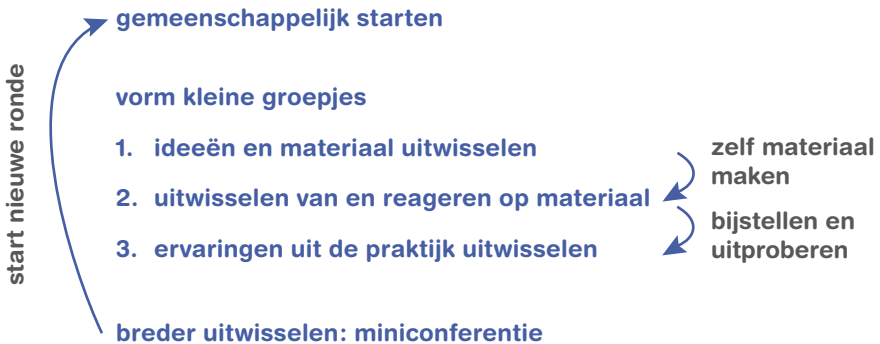 gemeenschappelijk starten
start nieuwe ronde
vorm kleine groepjes
1. ideeën en materiaal uitwisselen
zelf materiaal
maken
2. uitwisselen van en reageren op materiaal
bijstellen en
uitproberen
3. ervaringen uit de praktijk uitwisselen
breder uitwisselen: miniconferentie